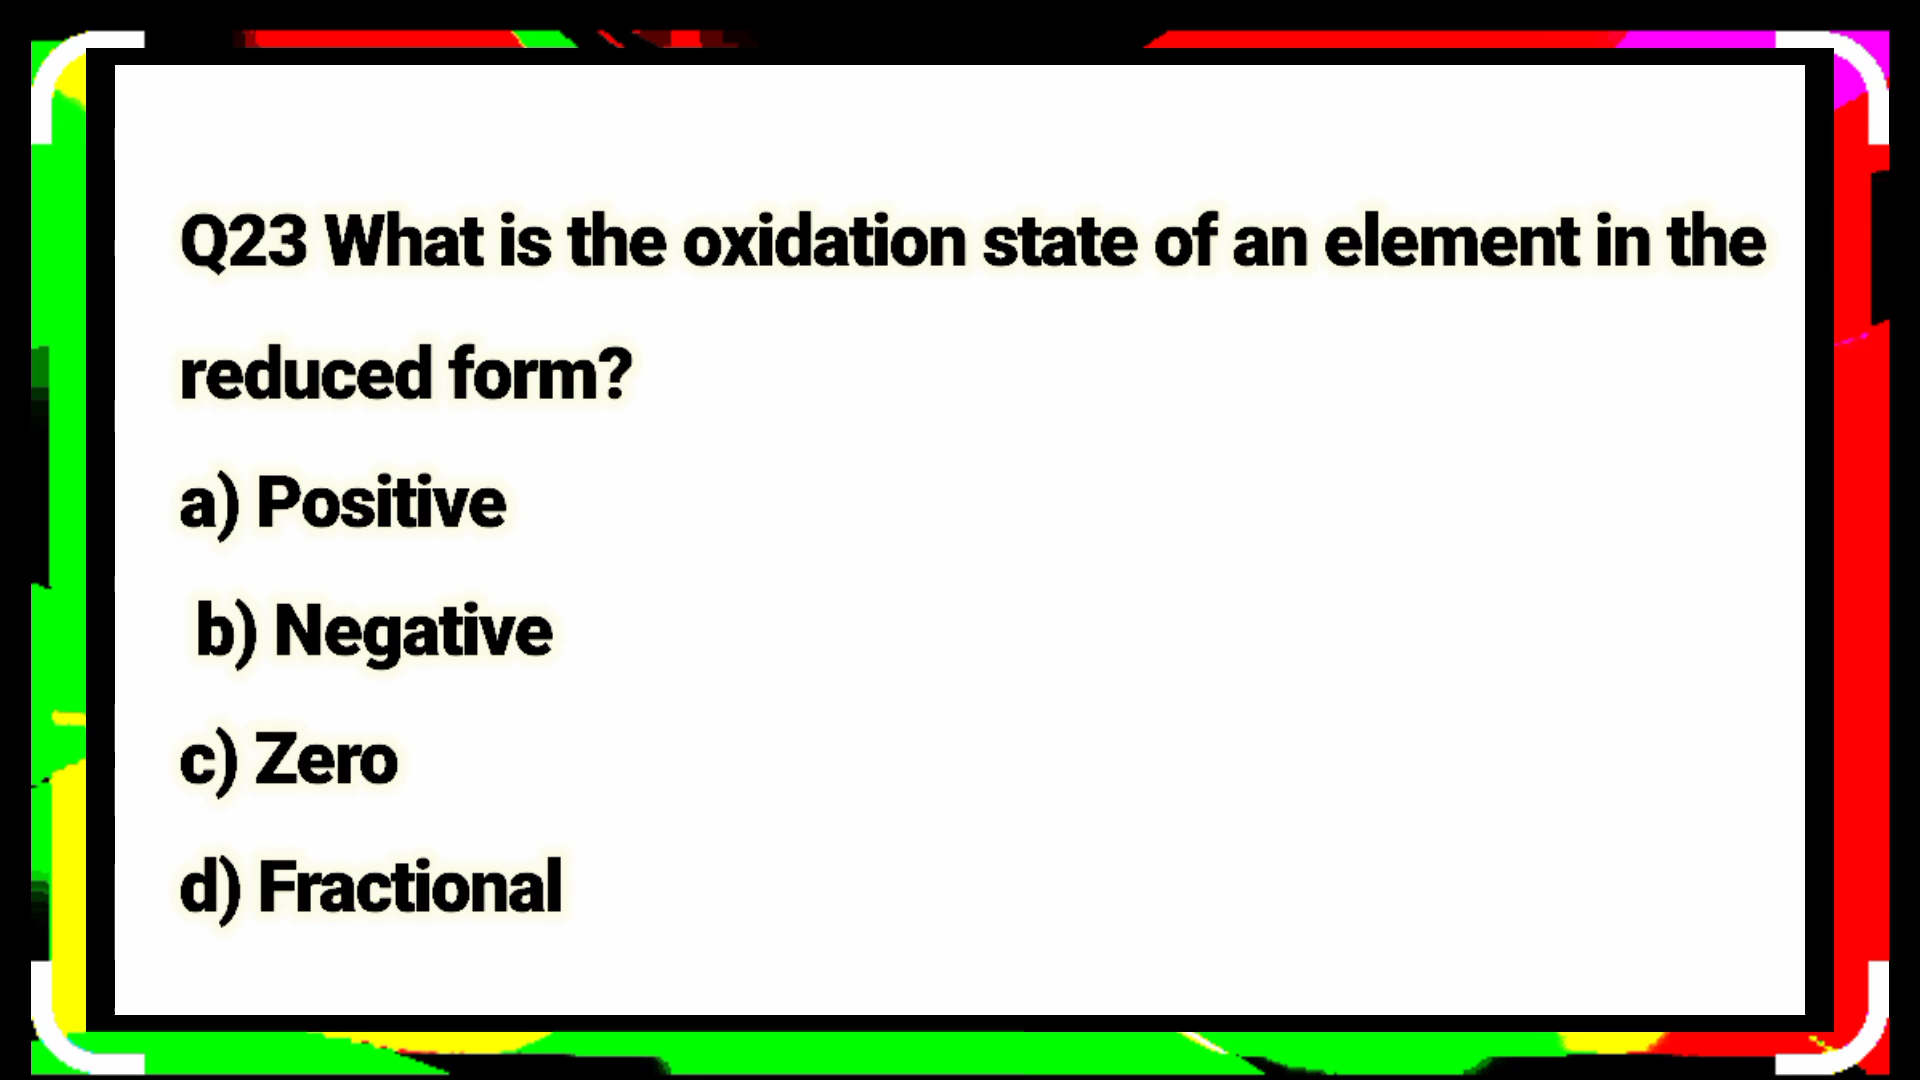 Q23 What is the oxidation state of an element in the
reduced form?
a) Positive
b) Negative
c) Zero
d) Fractional